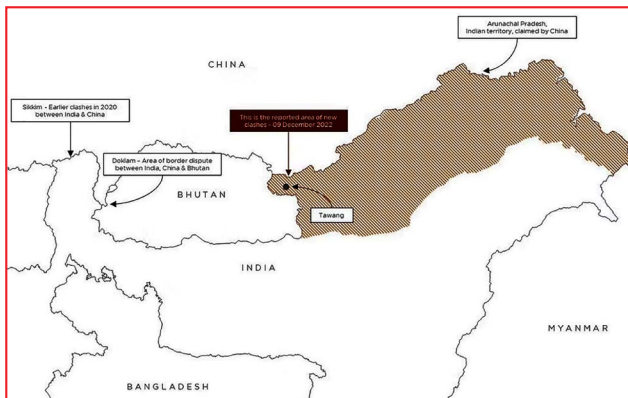 Arunachal Pradesh,
Indian territory, claimed by China
CHINA
Sikkim - Earlier clashes in 2020
between India & China
This is the reported area of new
clashes - 09 December 2022
Doklam - Area of border dispute
between India, China & Bhutan
BHUTAN
Tawang
INDIA
MYANMAR
BANGLADESH